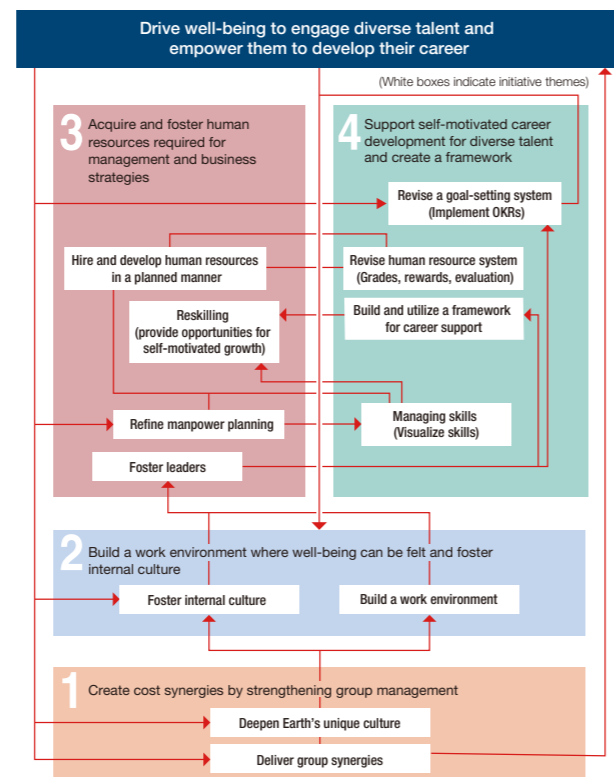 Drive well-being to engage diverse talent and
empower them to develop their career
(White boxes indicate initiative themes)
3
Acquire and foster human
resources required for
management and business
strategies
4
Support self-motivated career
development for diverse talent
and create a framework
Revise a goal-setting system
(Implement OKRs)
Hire and develop human resources
in a planned manner
Revise human resource system
(Grades, rewards, evaluation)
Reskilling
(provide opportunities for
self-motivated growth)
Build and utilize a framework
for career support
Refine manpower planning
Managing skills
(Visualize skills)
Foster leaders
2
Build a work environment where well-being can be felt and foster
internal culture
Foster internal culture
Build a work environment
1
Create cost synergies by strengthening group management
Deepen Earth's unique culture
Deliver group synergies